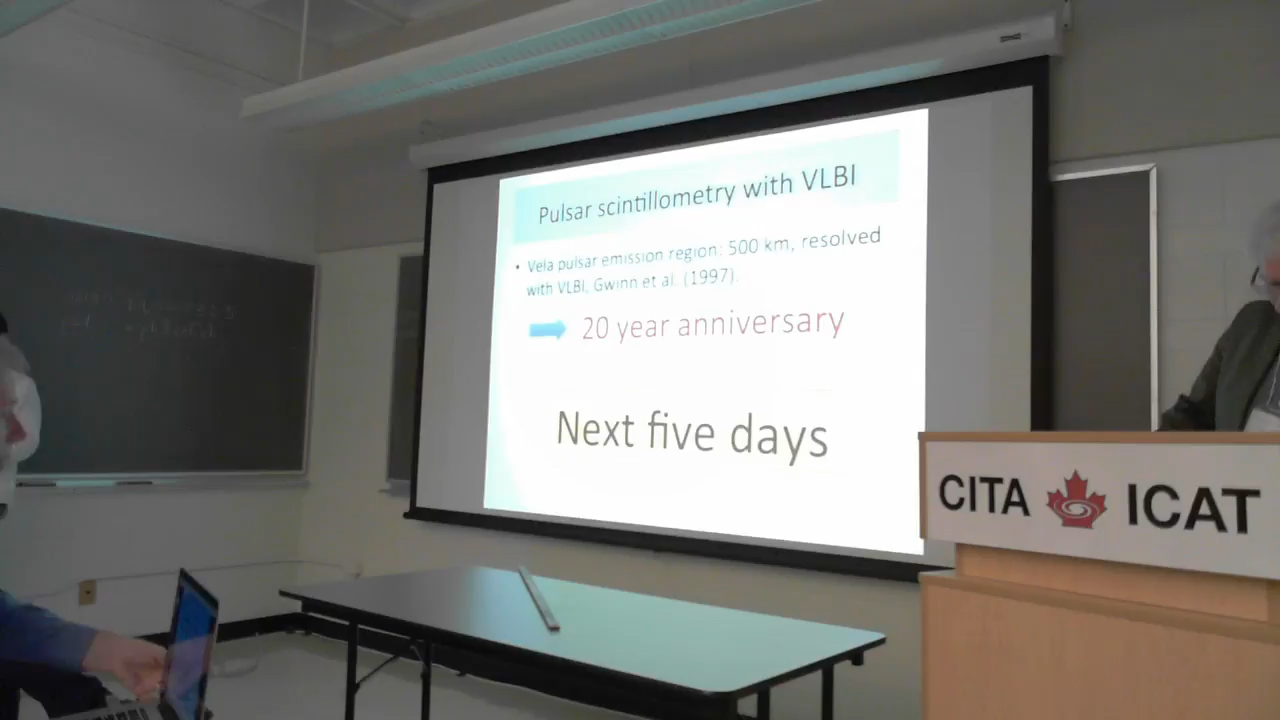 Pulsar scintillometry with VLBI
• Vela pulsar emission region: 500 km, resolved
with VLBI, Gwinn et al. (1997).
20 year anniversary
Next five days
CITA ICAT